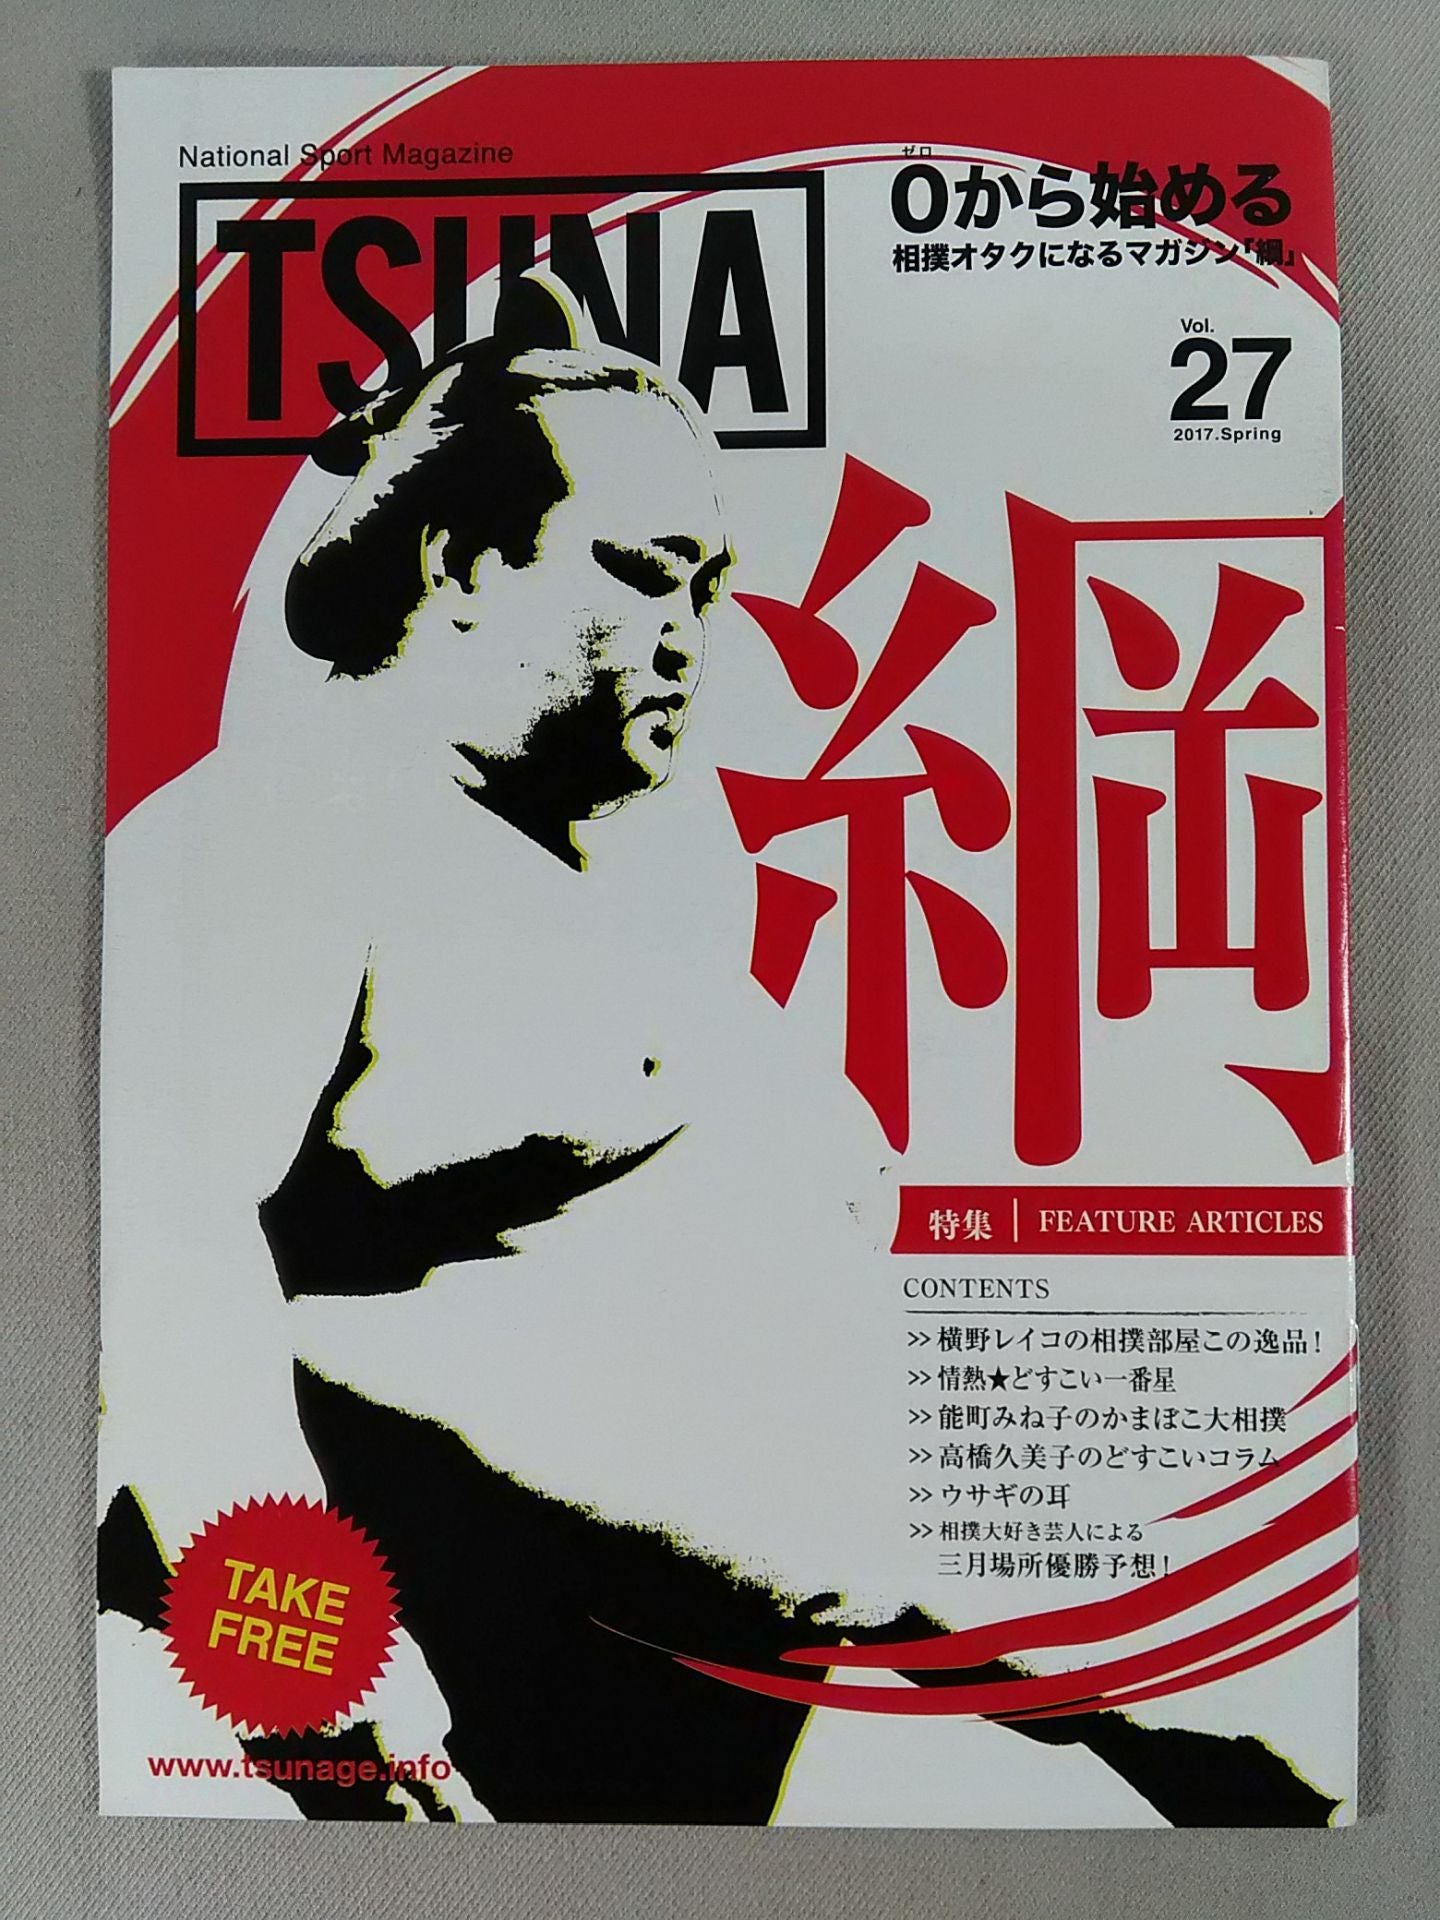 National Sport Magazine
TSUNA
ゼロ
0から始める
相撲オタクになるマガジン「綱」
Vol.
27
2017.Spring
綱
特集 | FEATURE ARTICLES
CONTENTS
>> 横野レイコの相撲部屋この逸品!
>> 情熱★どすこい一番星
>> 能町みね子のかまぼこ大相撲
>> 高橋久美子のどすこいコラム
>> ウサギの耳
>> 相撲大好き芸人による
三月場所優勝予想!
TAKE
FREE
www.tsunage.info